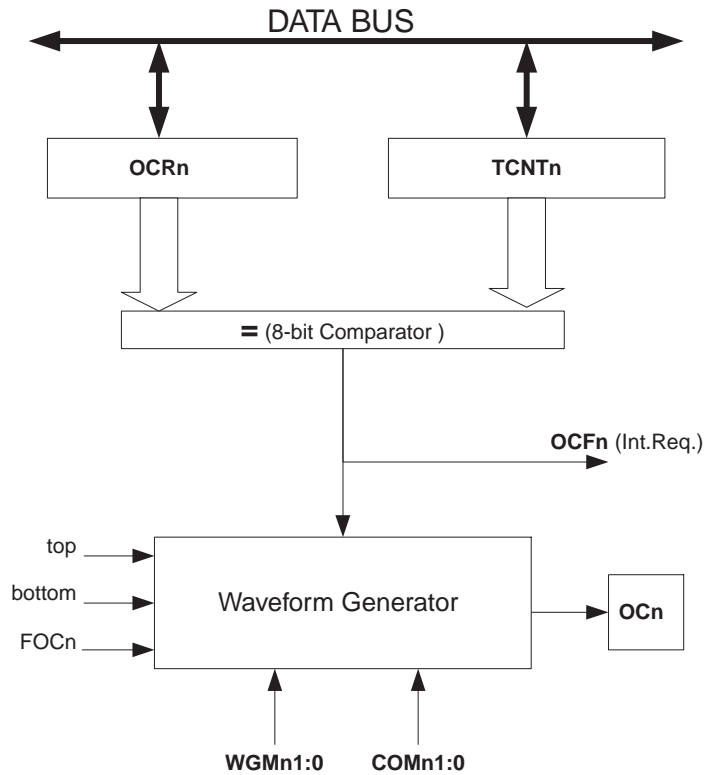 DATA BUS
OCRn
TCNTn
= (8-bit Comparator )
OCFn (Int.Req.)
top
bottom
FOCn
Waveform Generator
OCn
WGMn1:0
COMn1:0